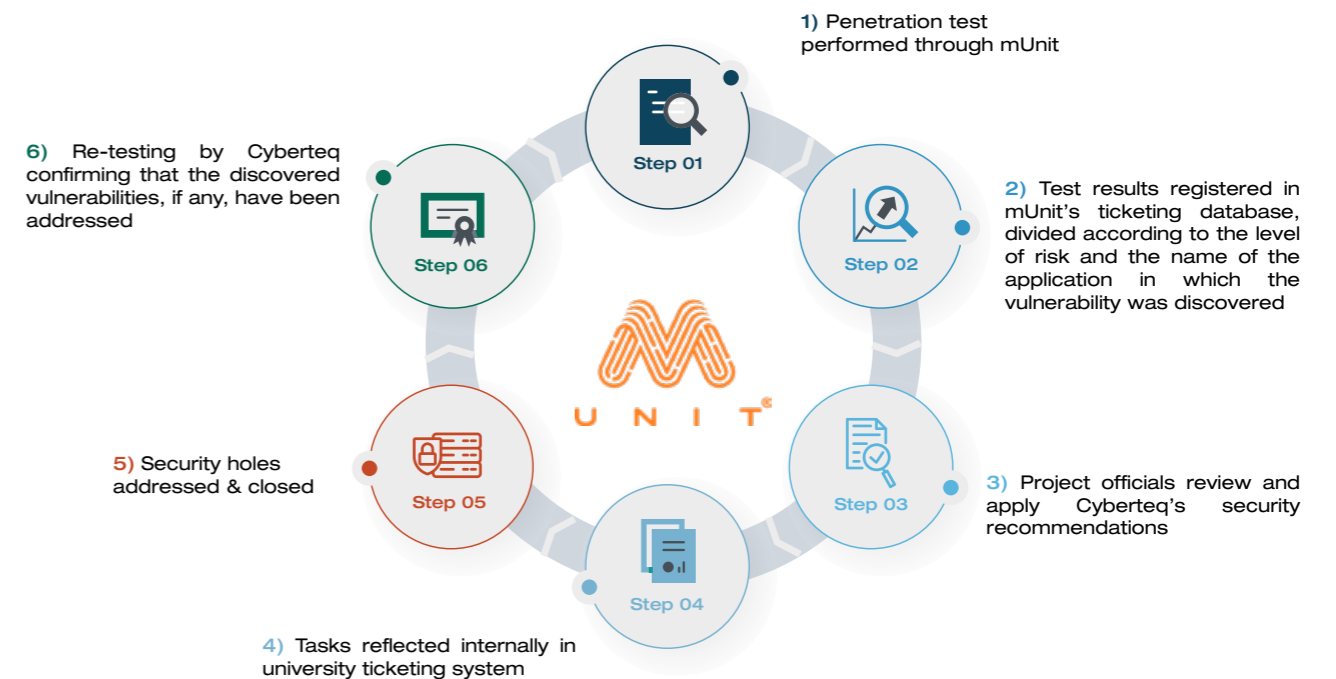 1) Penetration test
performed through mUnit
Step 01
6) Re-testing by Cyberteq
confirming that the discovered
vulnerabilities, if any, have been
addressed
Step 06
2) Test results registered in
mUnit’s ticketing database,
divided according to the level
of risk and the name of the
application in which the
vulnerability was discovered
Step 02
M
UNIT®
5) Security holes
addressed & closed
Step 05
3) Project officials review and
apply Cyberteq’s security
recommendations
Step 03
Step 04
4) Tasks reflected internally in
university ticketing system